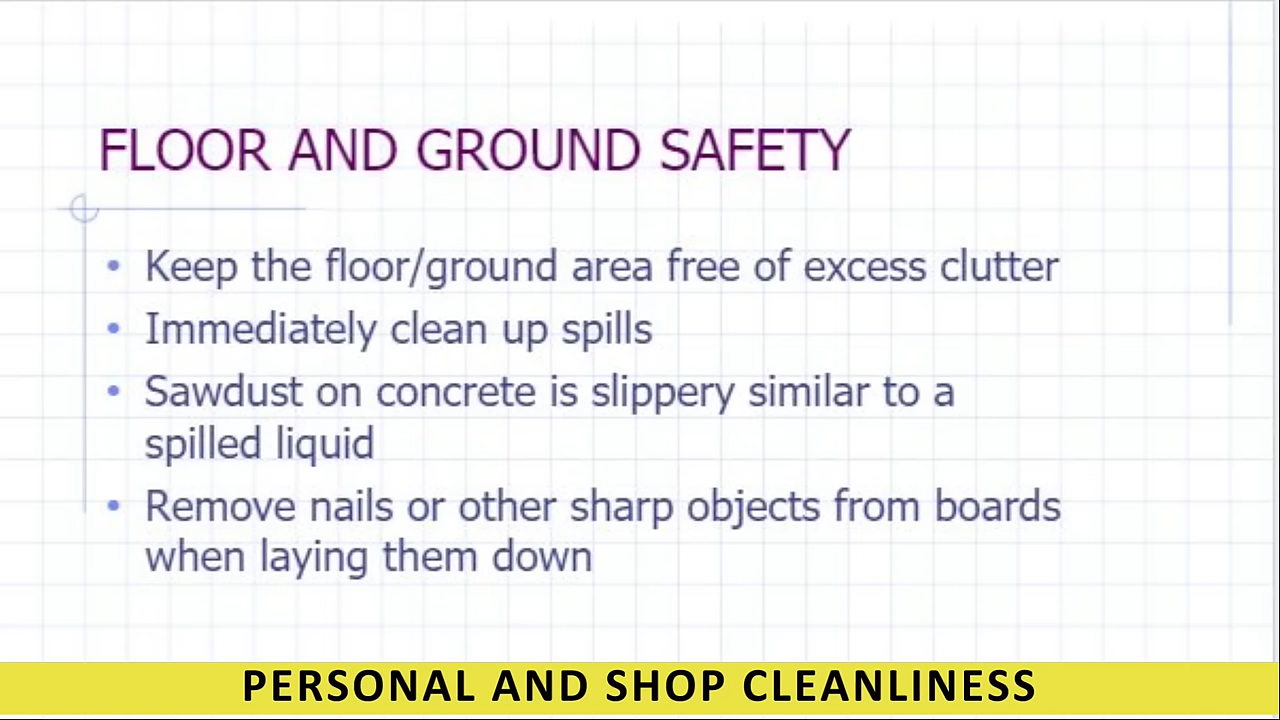 FLOOR AND GROUND SAFETY
• Keep the floor/ground area free of excess clutter
• Immediately clean up spills
• Sawdust on concrete is slippery similar to a
spilled liquid
• Remove nails or other sharp objects from boards
when laying them down
PERSONAL AND SHOP CLEANLINESS